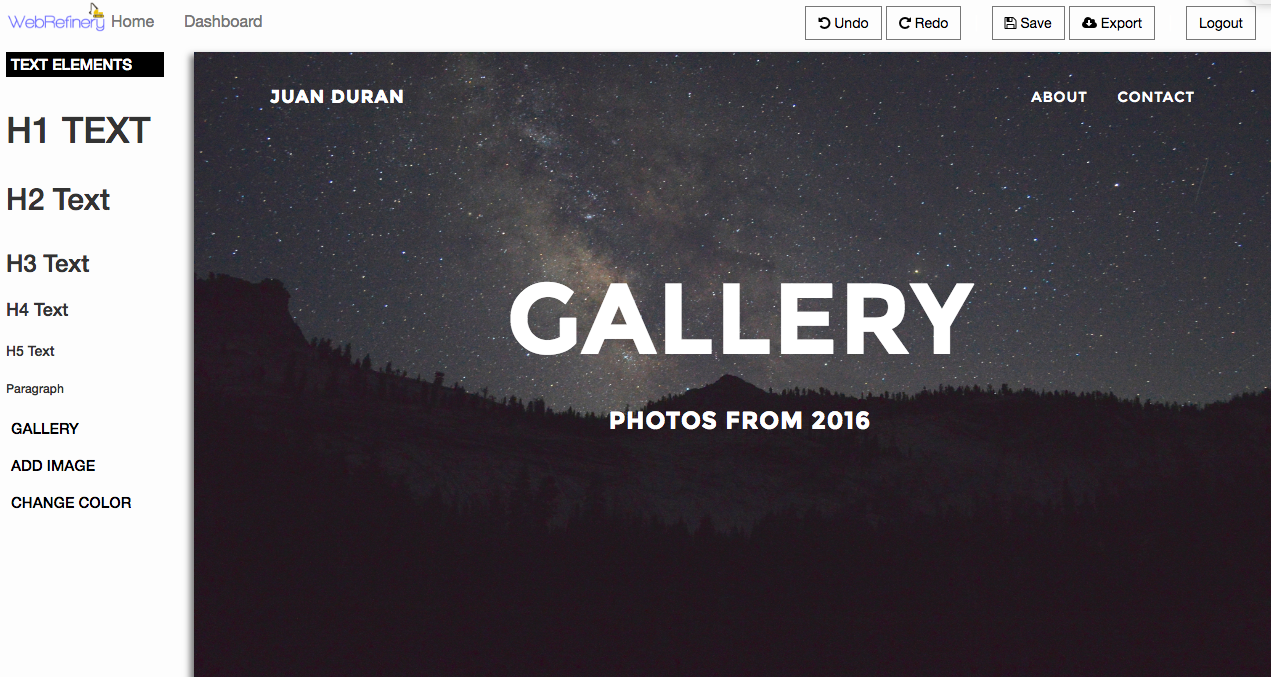 WebRefinery Home Dashboard Undo Redo Save Export Logout
TEXT ELEMENTS
JUAN DURAN ABOUT CONTACT
H1 TEXT
H2 Text
H3 Text
H4 Text
H5 Text
Paragraph
GALLERY
ADD IMAGE
CHANGE COLOR
GALLERY
PHOTOS FROM 2016